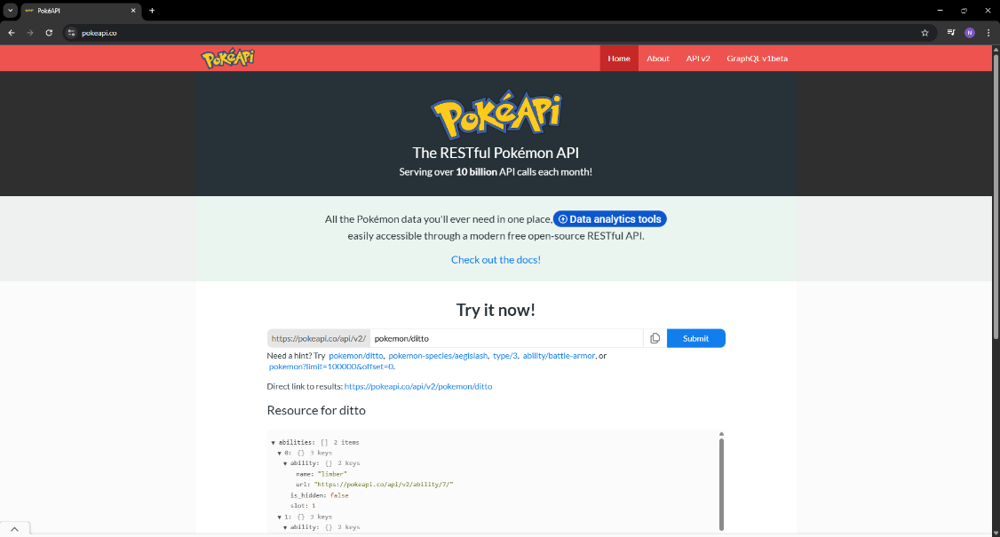 PokéAPI
pokeapi.co
N
PokéAPi
Home
About
API v2
GraphQL v1beta
PokéAPi
The RESTful Pokémon API
Serving over 10 billion API calls each month!
All the Pokémon data you'll ever need in one place, Data analytics tools
easily accessible through a modern free open-source RESTful API.
Check out the docs!
Try it now!
https://pokeapi.co/api/v2/ pokemon/ditto Submit
Need a hint? Try pokemon/ditto, pokemon-species/aegislash, type/3, ability/battle-armor, or
pokemon?limit=100000&offset=0.
Direct link to results: https://pokeapi.co/api/v2/pokemon/ditto
Resource for ditto
▼ abilities: [] 2 items
▼ 0: {} 3 keys
▼ ability: {} 2 keys
name: "limber"
url: "https://pokeapi.co/api/v2/ability/7/"
is_hidden: false
slot: 1
▼ 1: {} 3 keys
▼ ability: {} 2 keys